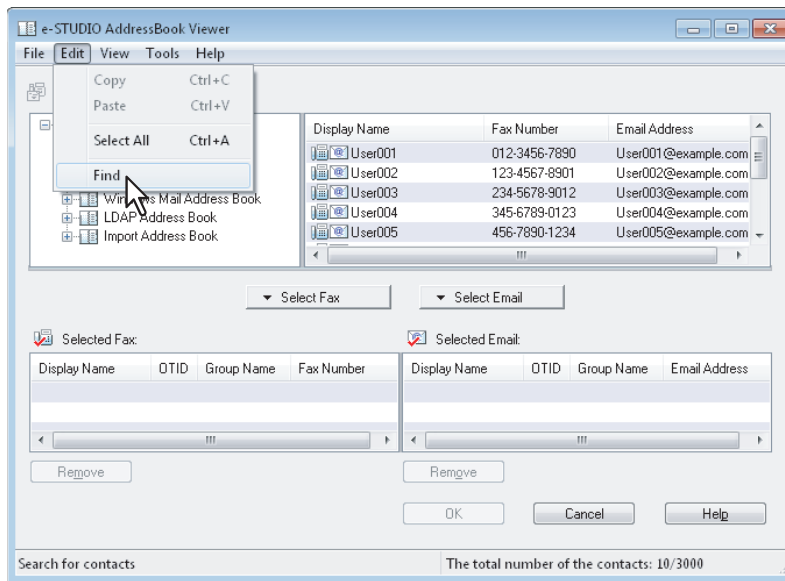 e-STUDIO AddressBook Viewer
File Edit View Tools Help
Copy Ctrl+C
Paste Ctrl+V
Select All Ctrl+A
Find
Windows Mail Address Book
LDAP Address Book
Import Address Book
Display Name Fax Number Email Address
User001 012-3456-7890 User001@example.com
User002 123-4567-8901 User002@example.com
User003 234-5678-9012 User003@example.com
User004 345-6789-0123 User004@example.com
User005 456-7890-1234 User005@example.com
Select Fax Select Email
Selected Fax: Selected Email:
Display Name OTID Group Name Fax Number Display Name OTID Group Name Email Address
Remove Remove
OK Cancel Help
Search for contacts The total number of the contacts: 10/3000